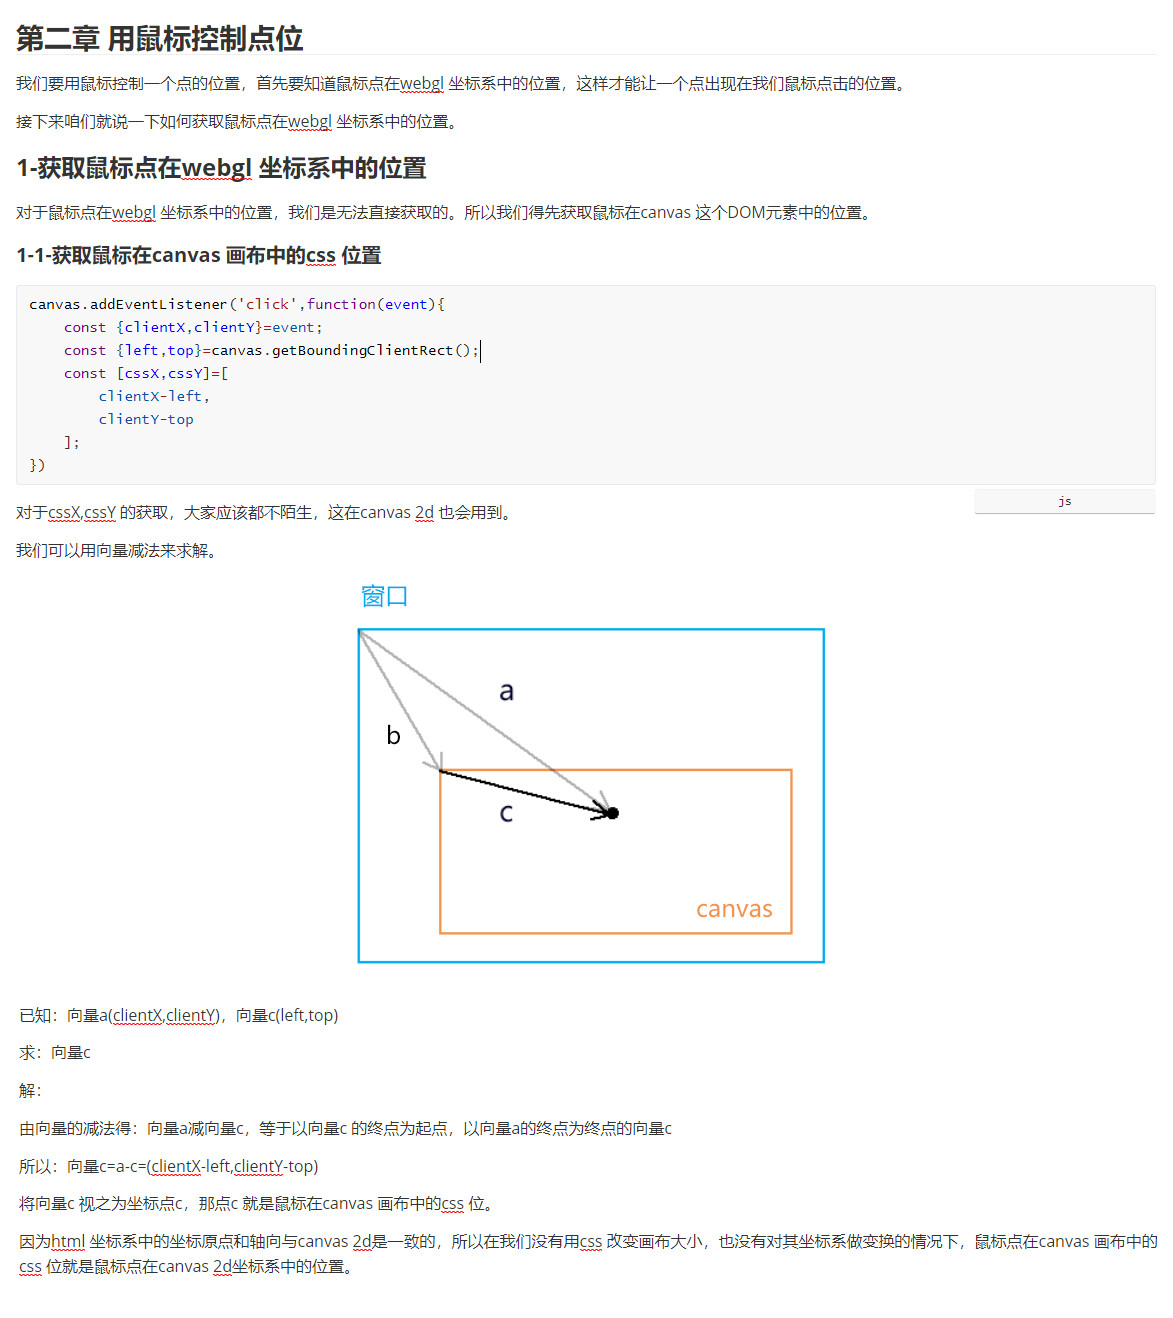 第二章 用鼠标控制点位
我们要用鼠标控制一个点的位置，首先要知道鼠标点在webgl 坐标系中的位置，这样才能让一个点出现在我们鼠标点击的位置。
接下来咱们就说一下如何获取鼠标点在webgl 坐标系中的位置。
1-获取鼠标点在webgl 坐标系中的位置
对于鼠标点在webgl 坐标系中的位置，我们是无法直接获取的。所以我们得先获取鼠标在canvas 这个DOM元素中的位置。
1-1-获取鼠标在canvas 画布中的css 位置
canvas.addEventListener('click',function(event){
    const {clientX,clientY}=event;
    const {left,top}=canvas.getBoundingClientRect();
    const [cssX,cssY]=[
        clientX-left,
        clientY-top
    ];
})
js
对于cssX,cssY 的获取，大家应该都不陌生，这在canvas 2d 也会用到。
我们可以用向量减法来求解。
窗口
a
b
c
canvas
已知：向量a(clientX,clientY)，向量c(left,top)
求：向量c
解：
由向量的减法得：向量a减向量c，等于以向量c 的终点为起点，以向量a的终点为终点的向量c
所以：向量c=a-c=(clientX-left,clientY-top)
将向量c 视之为坐标点c，那点c 就是鼠标在canvas 画布中的css 位。
因为html 坐标系中的坐标原点和轴向与canvas 2d是一致的，所以在我们没有用css 改变画布大小，也没有对其坐标系做变换的情况下，鼠标点在canvas 画布中的
css 位就是鼠标点在canvas 2d坐标系中的位置。